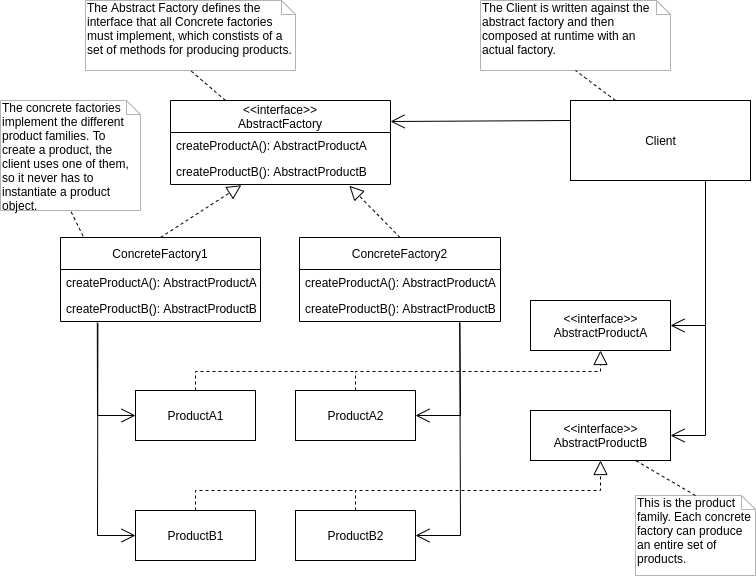 The Abstract Factory defines the
interface that all Concrete factories
must implement, which constists of a
set of methods for producing products.
The Client is written against the
abstract factory and then
composed at runtime with an
actual factory.
The concrete factories
implement the different
product families. To
create a product, the
client uses one of them,
so it never has to
instantiate a product
object.
<<interface>>
AbstractFactory
createProductA(): AbstractProductA
createProductB(): AbstractProductB
Client
ConcreteFactory1
createProductA(): AbstractProductA
createProductB(): AbstractProductB
ConcreteFactory2
createProductA(): AbstractProductA
createProductB(): AbstractProductB
<<interface>>
AbstractProductA
ProductA1
ProductA2
<<interface>>
AbstractProductB
ProductB1
ProductB2
This is the product
family. Each concrete
factory can produce
an entire set of
products.